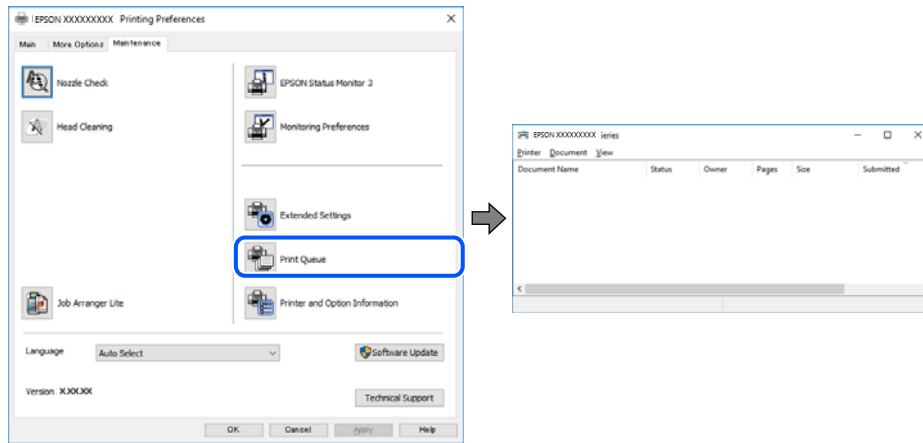 EPSON XXXXXXXXX Printing Preferences
Main More Options Maintenance
Nozzle Check
EPSON Status Monitor 3
Head Cleaning
Monitoring Preferences
Extended Settings
Print Queue
Job Arranger Lite
Printer and Option Information
Language Auto Select
Software Update
Version X.XX.XX
Technical Support
OK Cancel Apply Help
EPSON XXXXXXXXX ieries
Printer Document View
Document Name Status Owner Pages Size Submitted